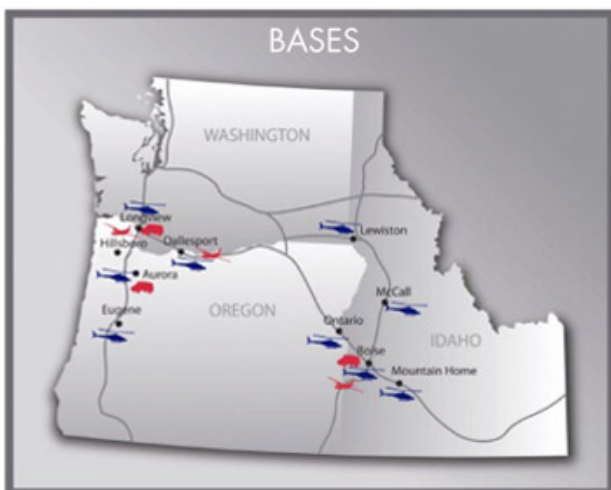 BASES
WASHINGTON
Longview
Lewiston
Hillsboro
Dallesport
Aurora
McCall
Eugene
OREGON
Ontario
IDAHO
Boise
Mountain Home